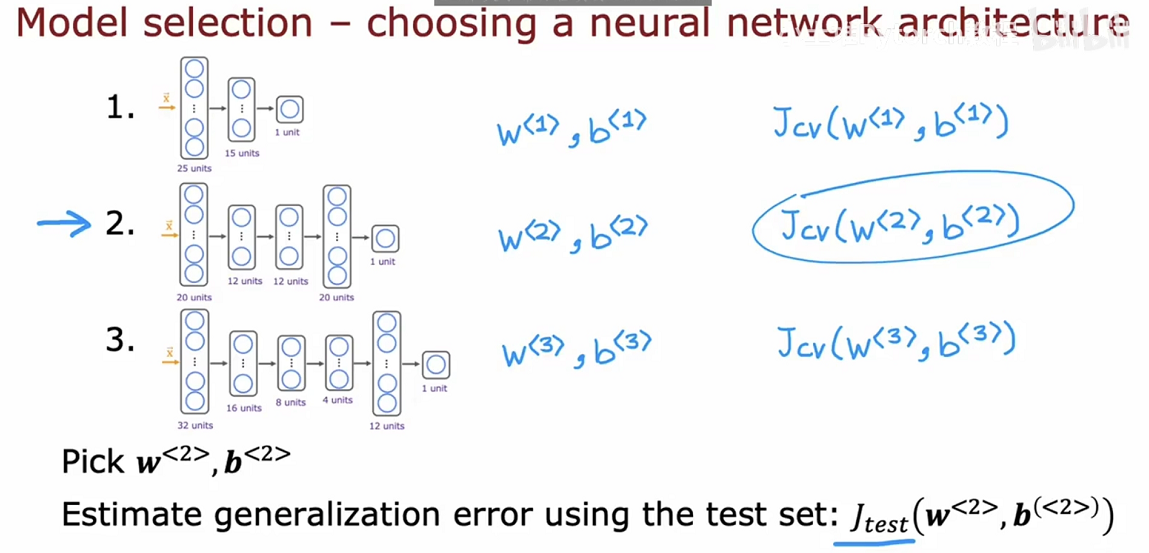 Model selection – choosing a neural network architecture
1.
x⃗
25 units
15 units
1 unit
w<1>, b<1>
Jcv(w<1>, b<1>)
→ 2.
x⃗
20 units
12 units
12 units
20 units
1 unit
w<2>, b<2>
Jcv(w<2>, b<2>)
3.
x⃗
32 units
16 units
8 units
4 units
12 units
1 unit
w<3>, b<3>
Jcv(w<3>, b<3>)
Pick w<2>, b<2>
Estimate generalization error using the test set: Jtest(w<2>, b(<2>))
bilibili